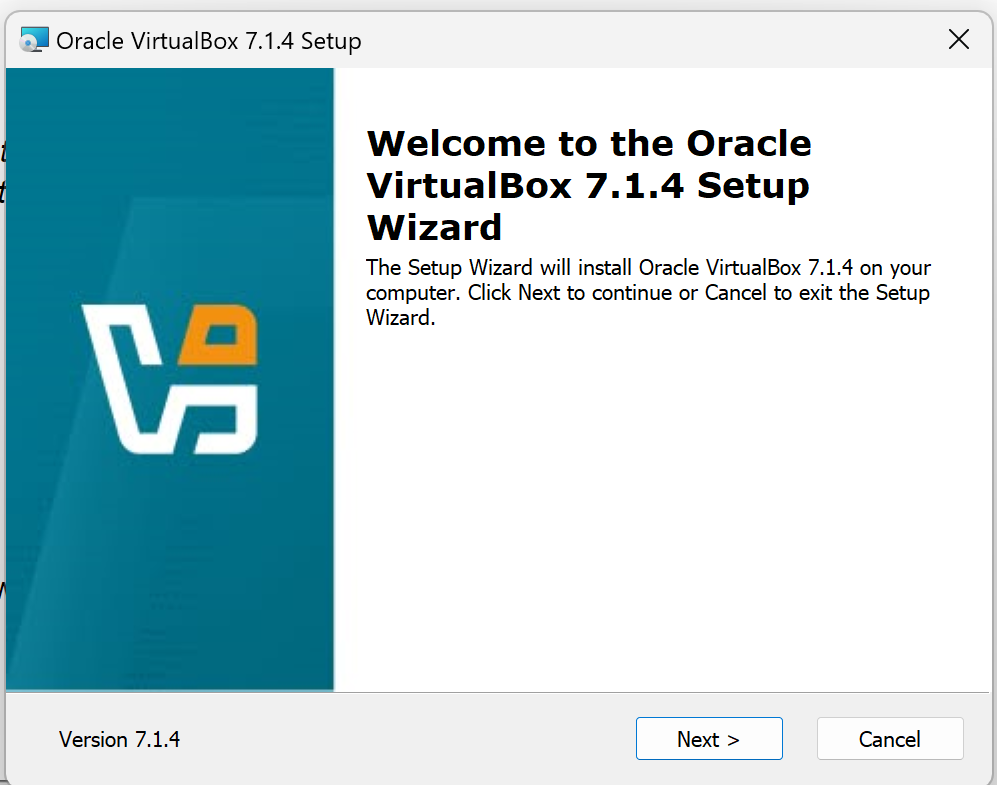 Oracle VirtualBox 7.1.4 Setup
Welcome to the Oracle
VirtualBox 7.1.4 Setup
Wizard
The Setup Wizard will install Oracle VirtualBox 7.1.4 on your
computer. Click Next to continue or Cancel to exit the Setup
Wizard.
Version 7.1.4
Next >
Cancel